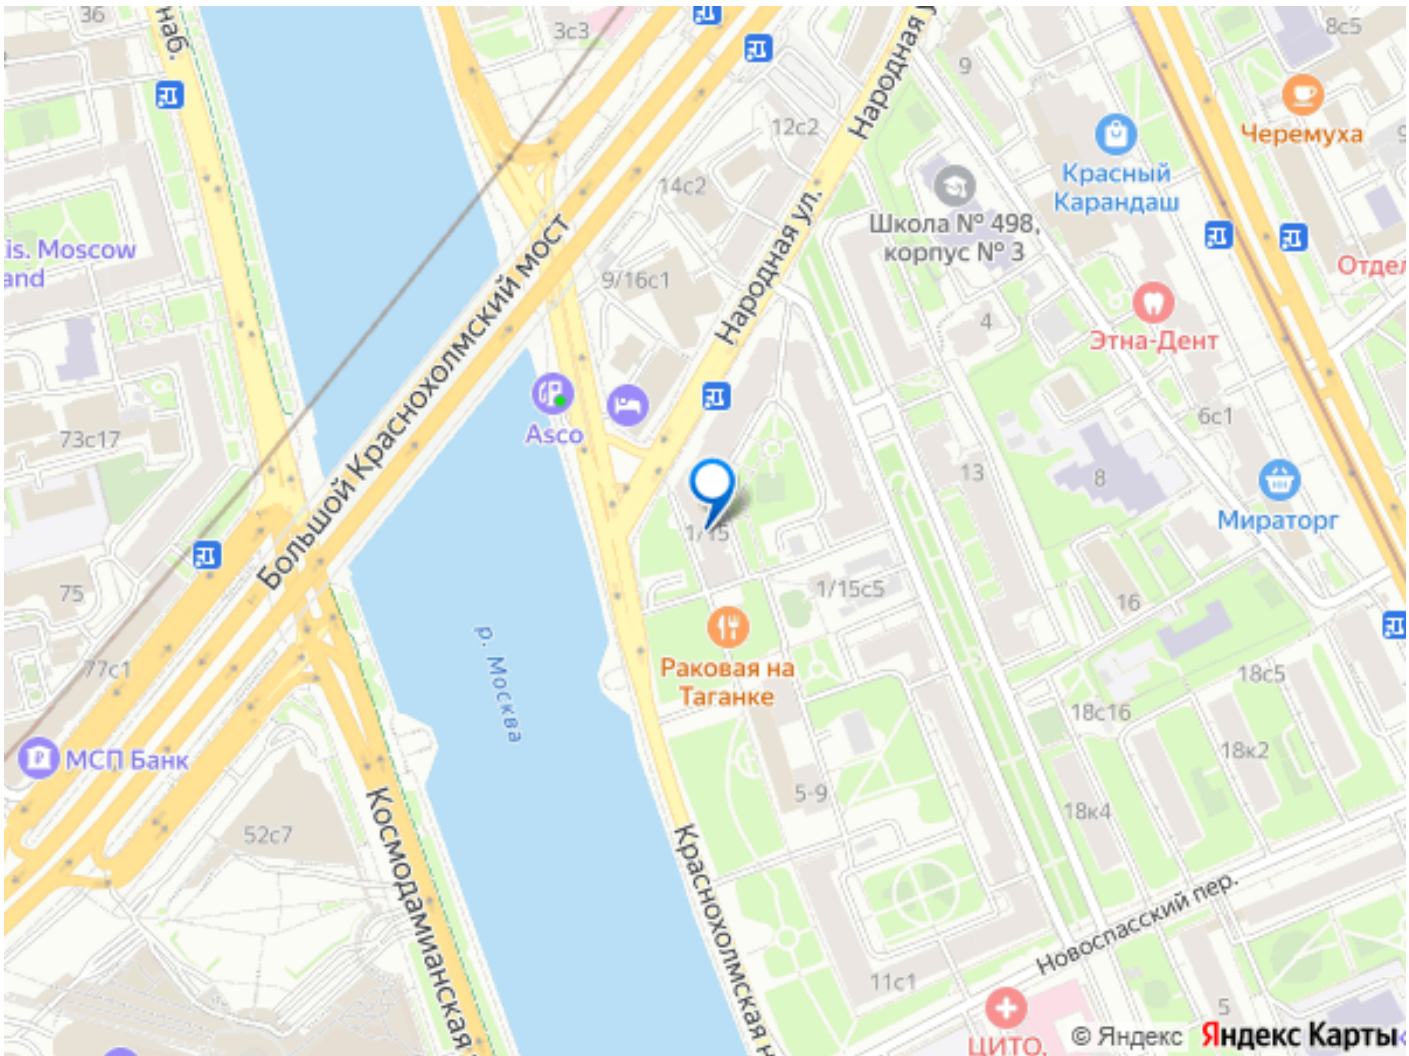 36
наб.
3с3
Народная у
8с5
9
Черемуха
12с2
Красный
Карандаш
14с2
Школа № 498,
корпус № 3
Народная ул.
is. Moscow
and
Большой Краснохолмский мост
9/16с1
Отдел
4
Этна-Дент
73с17
Asco
6с1
13
8
Мираторг
1/15
75
1/15с5
16
р. Москва
77с1
Раковая на
Таганке
18с5
18с16
МСП Банк
18к2
5-9
18к4
52с7
Космодамианская
Краснохолмская н
Новоспасский пер.
11с1
5
ЦИТО,
© Яндекс
Яндекс Карты